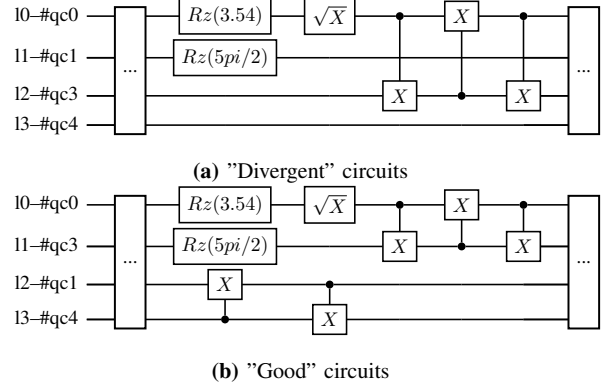 l0–#qc0 Rz(3.54) √X X
l1–#qc1 ... Rz(5pi/2) ...
l2–#qc3 X X
l3–#qc4
(a) "Divergent" circuits
l0–#qc0 Rz(3.54) √X X
l1–#qc3 ... Rz(5pi/2) X X ...
l2–#qc1 X
l3–#qc4 X
(b) "Good" circuits